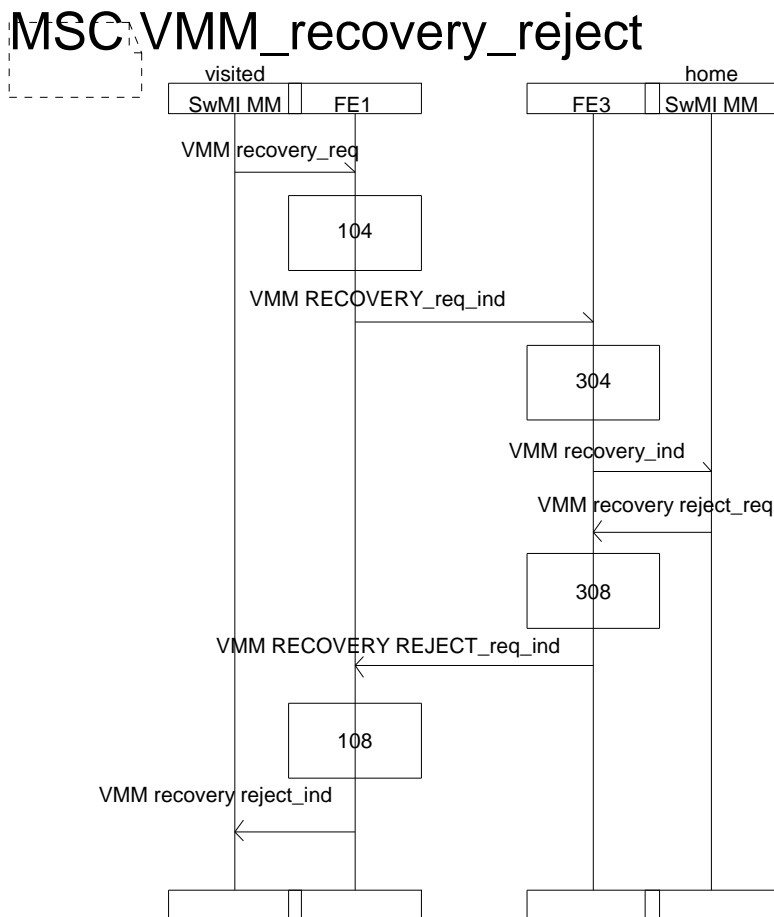 MSC VMM_recovery_reject
visited home
SwMI MM FE1 FE3 SwMI MM
VMM recovery_req
104
VMM RECOVERY_req_ind
304
VMM recovery_ind
VMM recovery reject_req
308
VMM RECOVERY REJECT_req_ind
108
VMM recovery reject_ind